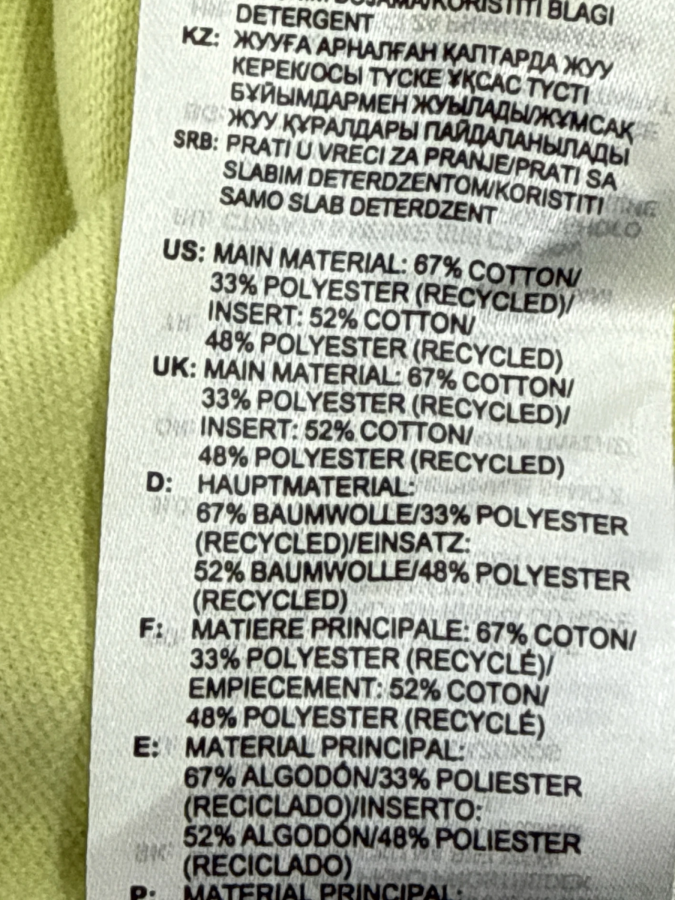 DOJAMA/KORISTITI BLAGI
DETERGENT
KZ: ЖУУҒА АРНАЛҒАН ҚАПТАРДА ЖУУ
КЕРЕК/ОСЫ ТҮСКЕ ҰҚСАС ТҮСТІ
БҰЙЫМДАРМЕН ЖУЫЛАДЫ/ЖҰМСАҚ
ЖУУ ҚҰРАЛДАРЫ ПАЙДАЛАНЫЛАДЫ
SRB: PRATI U VRECI ZA PRANJE/PRATI SA
SLABIM DETERDZENTOM/KORISTITI
SAMO SLAB DETERDZENT
US: MAIN MATERIAL: 67% COTTON/
33% POLYESTER (RECYCLED)/
INSERT: 52% COTTON/
48% POLYESTER (RECYCLED)
UK: MAIN MATERIAL: 67% COTTON/
33% POLYESTER (RECYCLED)/
INSERT: 52% COTTON/
48% POLYESTER (RECYCLED)
D: HAUPTMATERIAL:
67% BAUMWOLLE/33% POLYESTER
(RECYCLED)/EINSATZ:
52% BAUMWOLLE/48% POLYESTER
(RECYCLED)
F: MATIERE PRINCIPALE: 67% COTON/
33% POLYESTER (RECYCLÉ)/
EMPIECEMENT: 52% COTON/
48% POLYESTER (RECYCLÉ)
E: MATERIAL PRINCIPAL:
67% ALGODÓN/33% POLIESTER
(RECICLADO)/INSERTO:
52% ALGODÓN/48% POLIESTER
(RECICLADO)
P: MATERIAL PRINCIPAL: